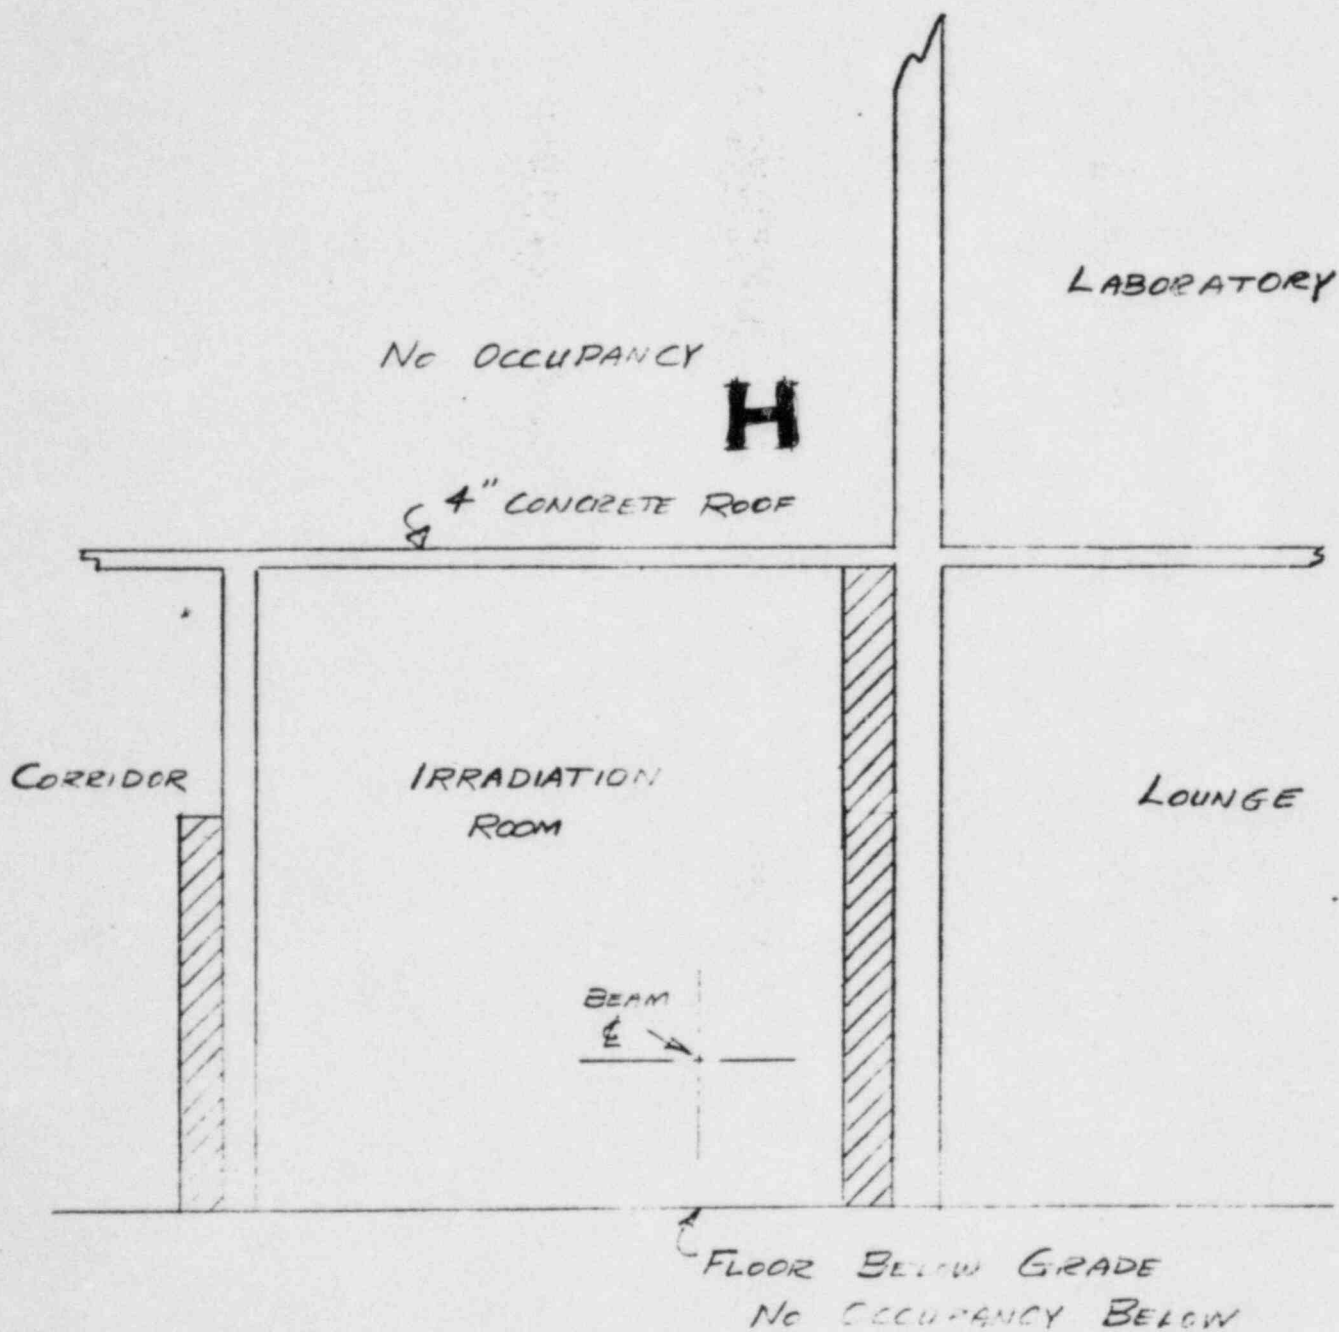 LABORATORY
NO OCCUPANCY
H
4" CONCRETE ROOF
CORRIDOR
IRRADIATION
ROOM
LOUNGE
BEAM
℄
FLOOR BELOW GRADE
NO OCCUPANCY BELOW